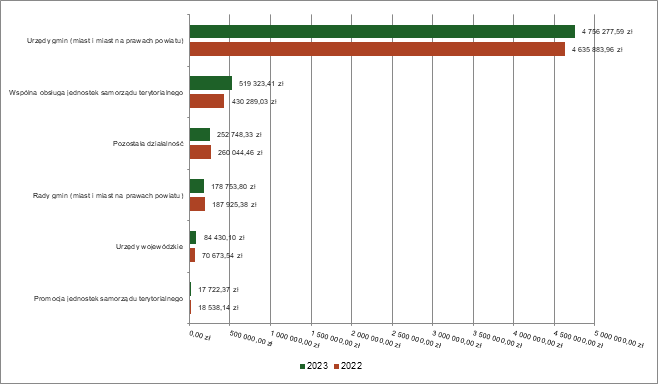 Urzędy gmin (miast i miast na prawach powiatu)
4 756 277,59 zł
4 635 883,96 zł
Wspólna obsługa jednostek samorządu terytorialnego
519 323,41 zł
430 289,03 zł
Pozostała działalność
252 748,33 zł
260 044,46 zł
Rady gmin (miast i miast na prawach powiatu)
178 753,80 zł
187 925,38 zł
Urzędy wojewódzkie
84 430,10 zł
70 673,54 zł
Promocja jednostek samorządu terytorialnego
17 722,37 zł
18 538,14 zł
0,00 zł
500 000,00 zł
1 000 000,00 zł
1 500 000,00 zł
2 000 000,00 zł
2 500 000,00 zł
3 000 000,00 zł
3 500 000,00 zł
4 000 000,00 zł
4 500 000,00 zł
5 000 000,00 zł
2023 2022